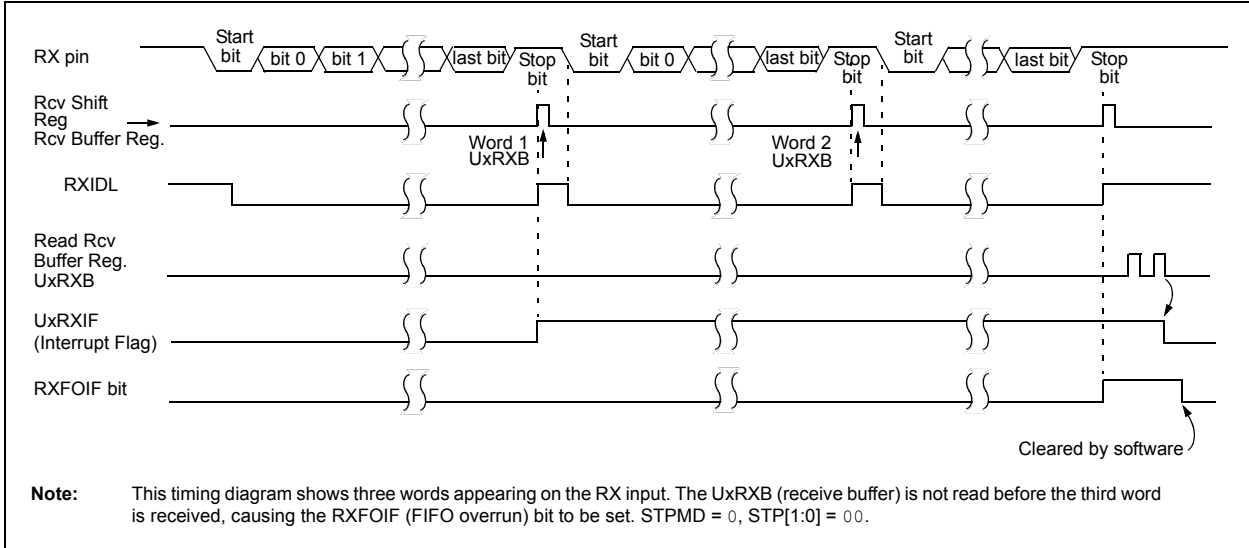 RX pin
Start
bit
bit 0
bit 1
last bit
Stop
bit
Start
bit
bit 0
last bit
Stop
bit
Start
bit
last bit
Stop
bit
Rcv Shift
Reg
Rcv Buffer Reg.
Word 1
UxRXB
Word 2
UxRXB
RXIDL
Read Rcv
Buffer Reg.
UxRXB
UxRXIF
(Interrupt Flag)
RXFOIF bit
Cleared by software
Note: This timing diagram shows three words appearing on the RX input. The UxRXB (receive buffer) is not read before the third word
is received, causing the RXFOIF (FIFO overrun) bit to be set. STPMD = 0, STP[1:0] = 00.